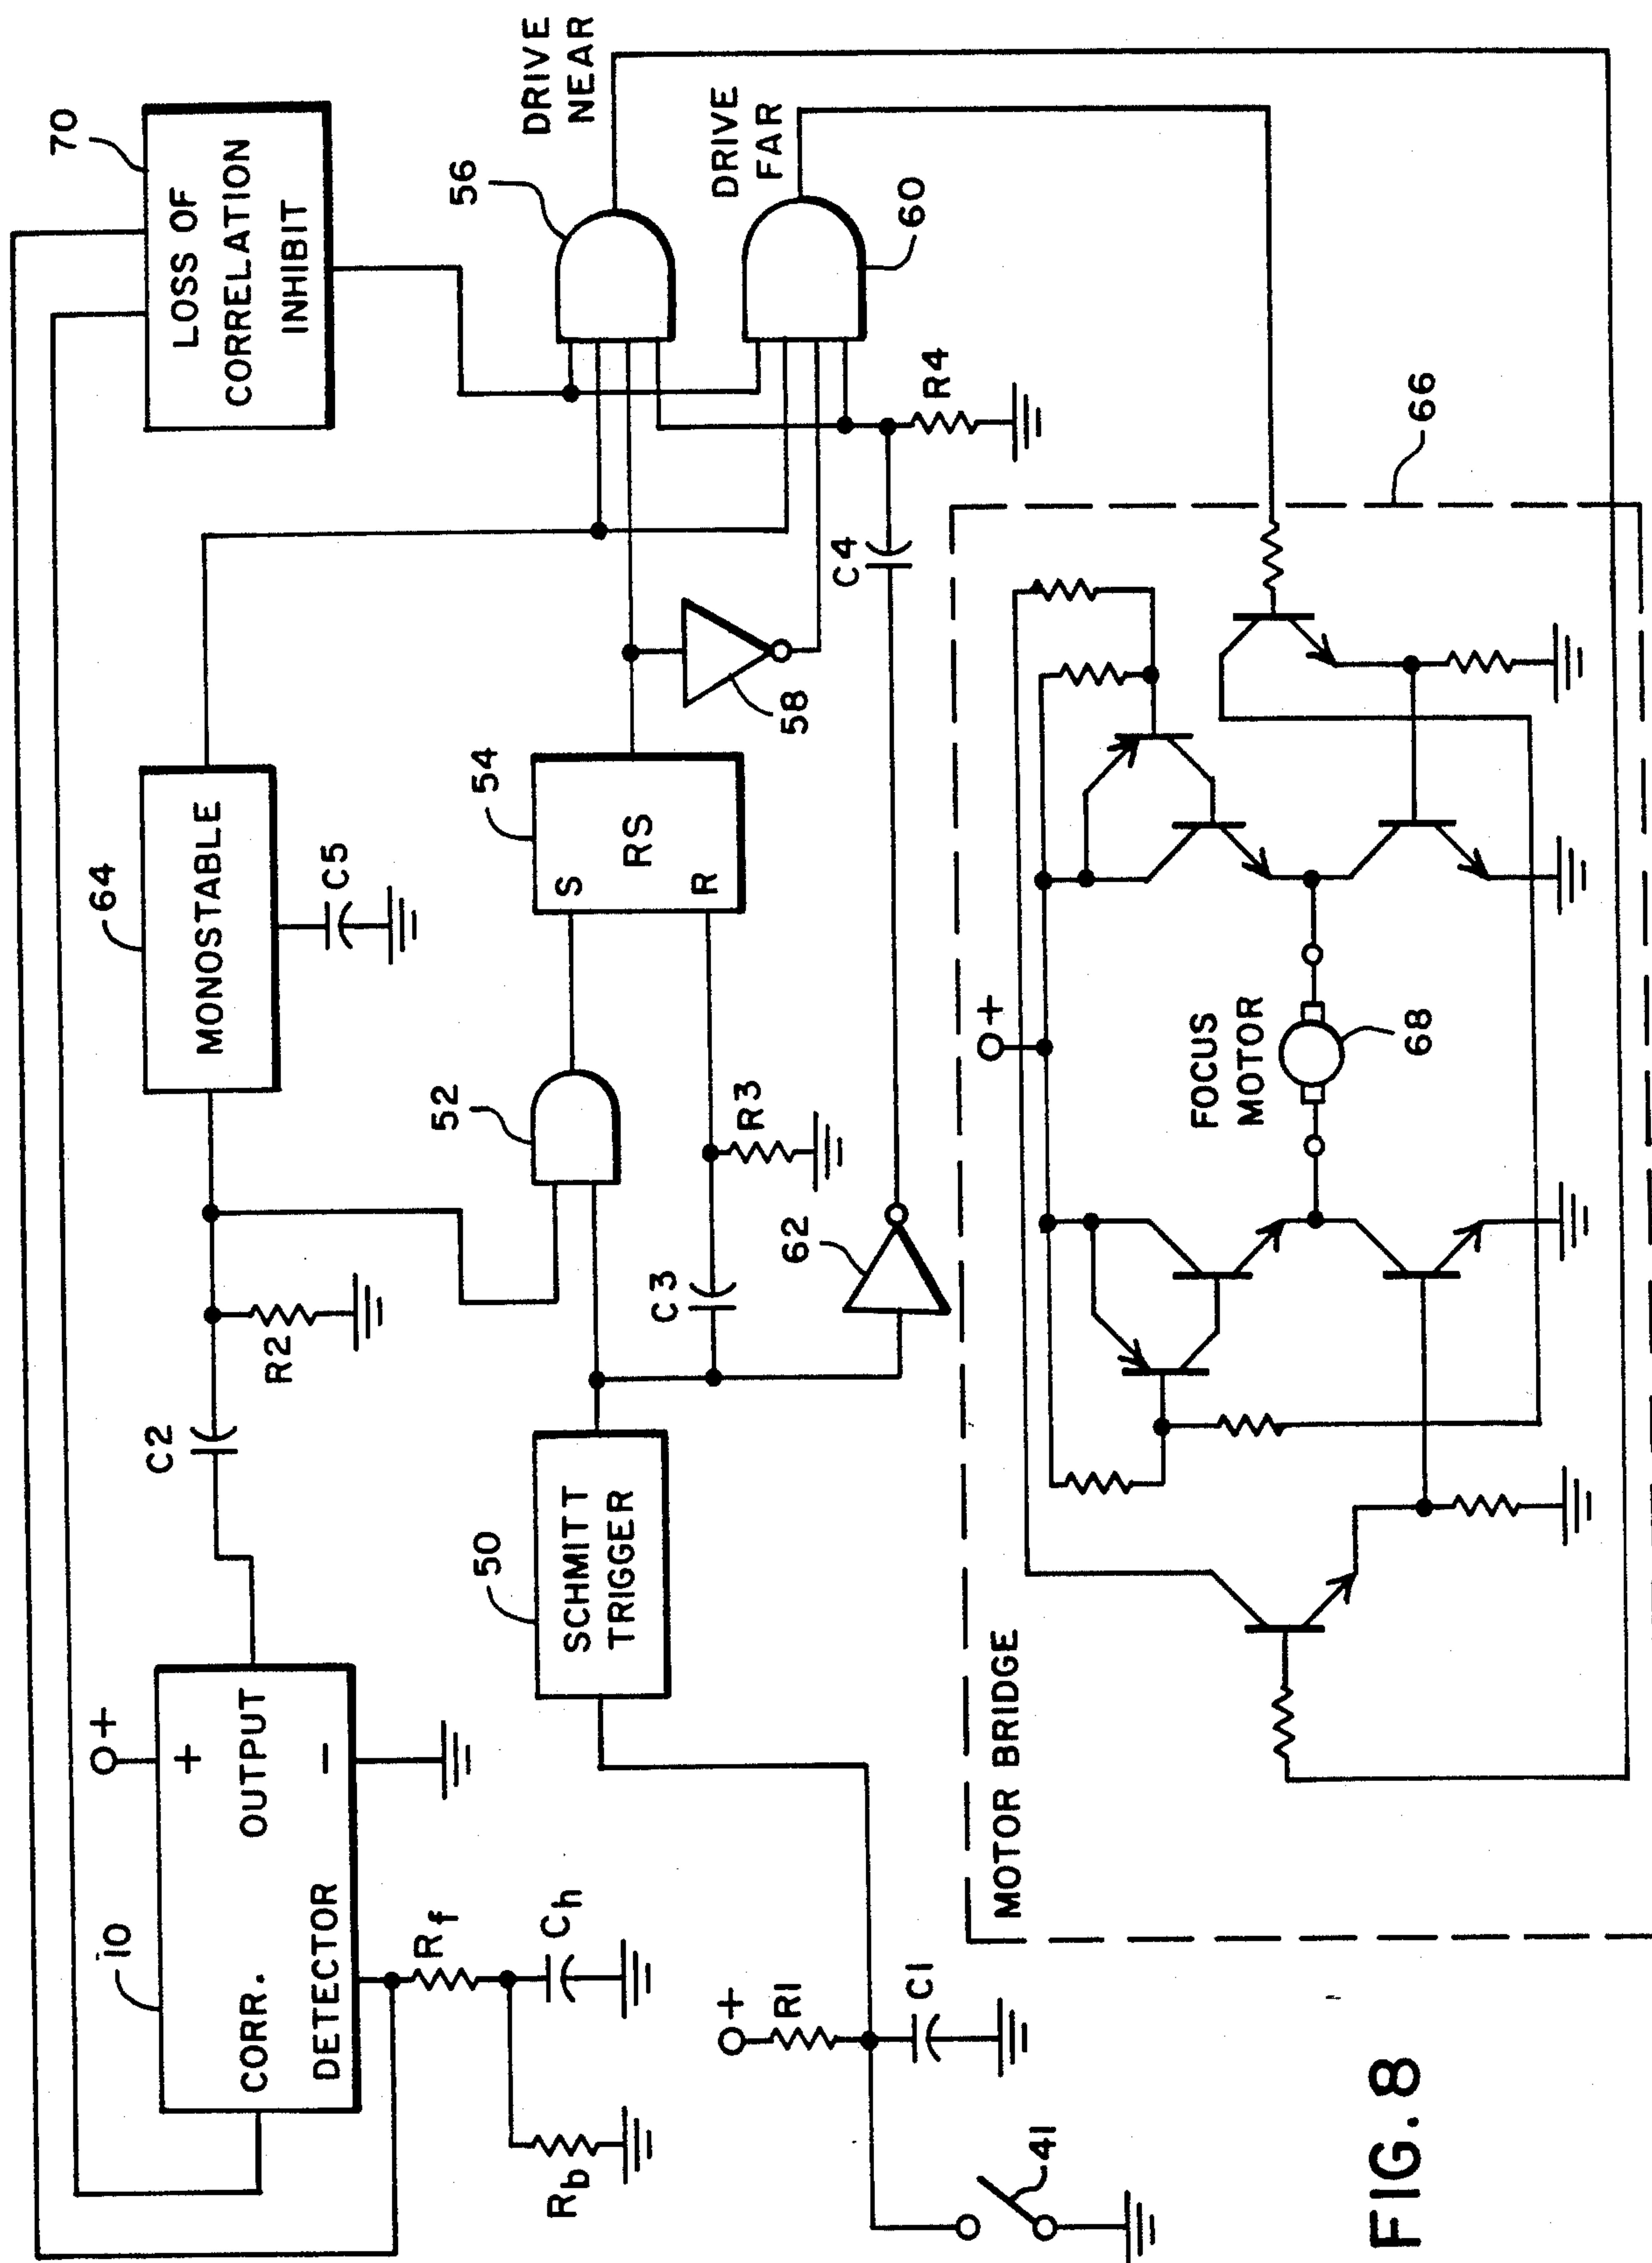 10
+
+
CORR.
OUTPUT
DETECTOR
−
Rf
Ch
Rb
C2
R2
64
MONOSTABLE
C5
70
LOSS OF
CORRELATION
INHIBIT
50
SCHMITT
TRIGGER
52
54
S
RS
R
C3
R3
58
62
C4
R4
56
DRIVE
NEAR
DRIVE
FAR
60
+
R1
C1
41
MOTOR BRIDGE
+
FOCUS
MOTOR
68
66
FIG. 8